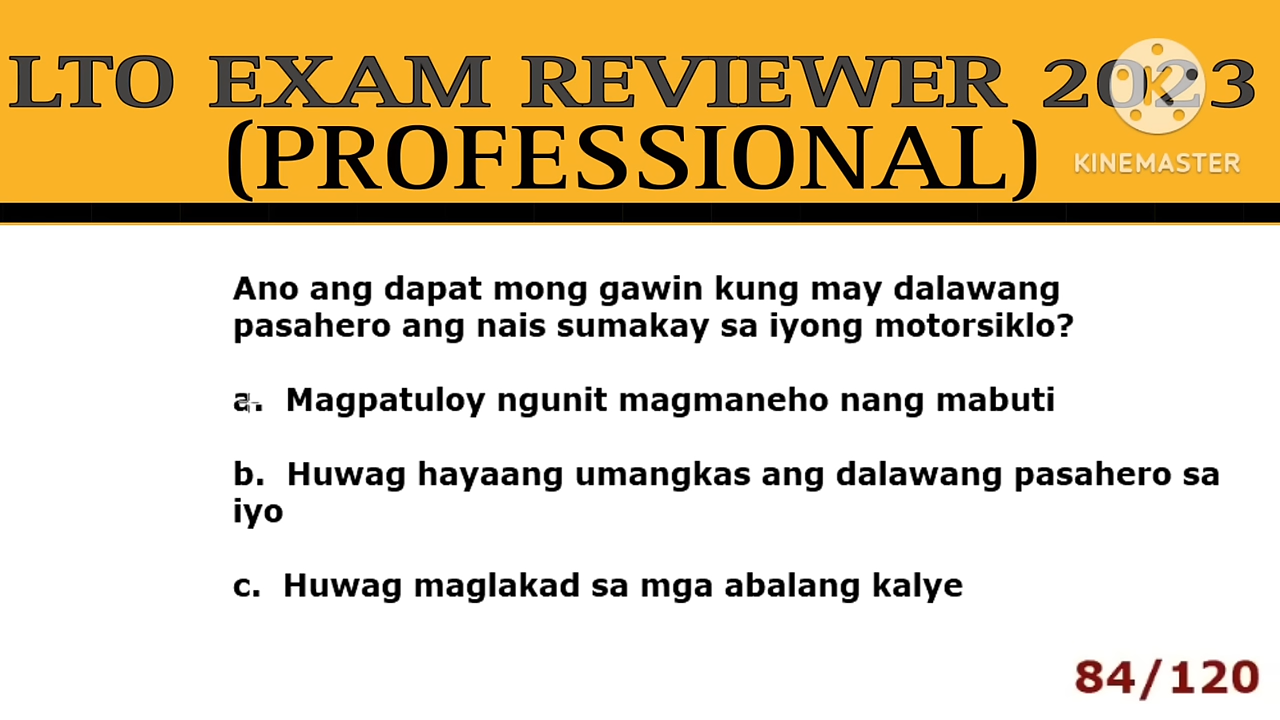 LTO EXAM REVIEWER 2023
(PROFESSIONAL)
KINEMASTER
Ano ang dapat mong gawin kung may dalawang
pasahero ang nais sumakay sa iyong motorsiklo?
a. Magpatuloy ngunit magmaneho nang mabuti
b. Huwag hayaang umangkas ang dalawang pasahero sa
iyo
c. Huwag maglakad sa mga abalang kalye
84/120